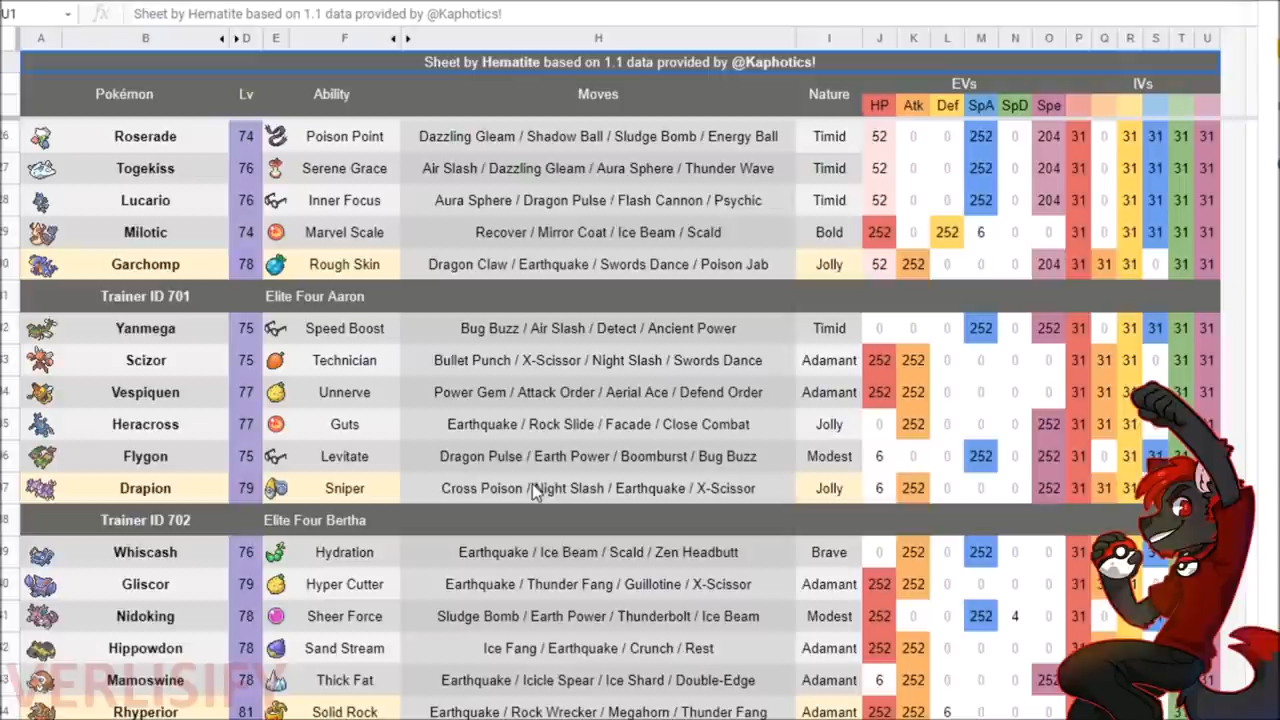 U1 fx Sheet by Hematite based on 1.1 data provided by @Kaphotics!
A B D E F H I J K L M N O P Q R S T U
Sheet by Hematite based on 1.1 data provided by @Kaphotics!
EVs IVs
Pokémon Lv Ability Moves Nature
HP Atk Def SpA SpD Spe
Roserade 74 Poison Point Dazzling Gleam / Shadow Ball / Sludge Bomb / Energy Ball Timid 52 0 0 252 0 204 31 0 31 31 31 31
Togekiss 76 Serene Grace Air Slash / Dazzling Gleam / Aura Sphere / Thunder Wave Timid 52 0 0 252 0 204 31 0 31 31 31 31
Lucario 76 Inner Focus Aura Sphere / Dragon Pulse / Flash Cannon / Psychic Timid 52 0 0 252 0 204 31 0 31 31 31 31
Milotic 74 Marvel Scale Recover / Mirror Coat / Ice Beam / Scald Bold 252 0 252 6 0 0 31 0 31 31 31 31
Garchomp 78 Rough Skin Dragon Claw / Earthquake / Swords Dance / Poison Jab Jolly 52 252 0 0 0 204 31 31 31 0 31 31
Trainer ID 701 Elite Four Aaron
Yanmega 75 Speed Boost Bug Buzz / Air Slash / Detect / Ancient Power Timid 0 0 0 252 0 252 31 0 31 31 31 31
Scizor 75 Technician Bullet Punch / X-Scissor / Night Slash / Swords Dance Adamant 252 252 0 0 0 0 31 31 31 0 31 31
Vespiquen 77 Unnerve Power Gem / Attack Order / Aerial Ace / Defend Order Adamant 252 252 0 0 0 0 31 31 31 31 31
Heracross 77 Guts Earthquake / Rock Slide / Facade / Close Combat Jolly 0 252 0 0 0 252 31 31 31
Flygon 75 Levitate Dragon Pulse / Earth Power / Boomburst / Bug Buzz Modest 6 0 0 252 0 252 31 0 31 31
Drapion 79 Sniper Cross Poison / Night Slash / Earthquake / X-Scissor Jolly 6 252 0 0 0 252 31 31 31
Trainer ID 702 Elite Four Bertha
Whiscash 76 Hydration Earthquake / Ice Beam / Scald / Zen Headbutt Brave 0 252 0 252 0 0 31
Gliscor 79 Hyper Cutter Earthquake / Thunder Fang / Guillotine / X-Scissor Adamant 252 252 0 0 0 0 31
Nidoking 78 Sheer Force Sludge Bomb / Earth Power / Thunderbolt / Ice Beam Modest 252 0 0 252 4 0 31
Hippowdon 78 Sand Stream Ice Fang / Earthquake / Crunch / Rest Adamant 252 252 0 0 0 0
Mamoswine 78 Thick Fat Earthquake / Icicle Spear / Ice Shard / Double-Edge Adamant 6 252 0 0 0 252
Rhyperior 81 Solid Rock Earthquake / Rock Wrecker / Megahorn / Thunder Fang Adamant 252 252 6 0 0 0
VERLISIFY